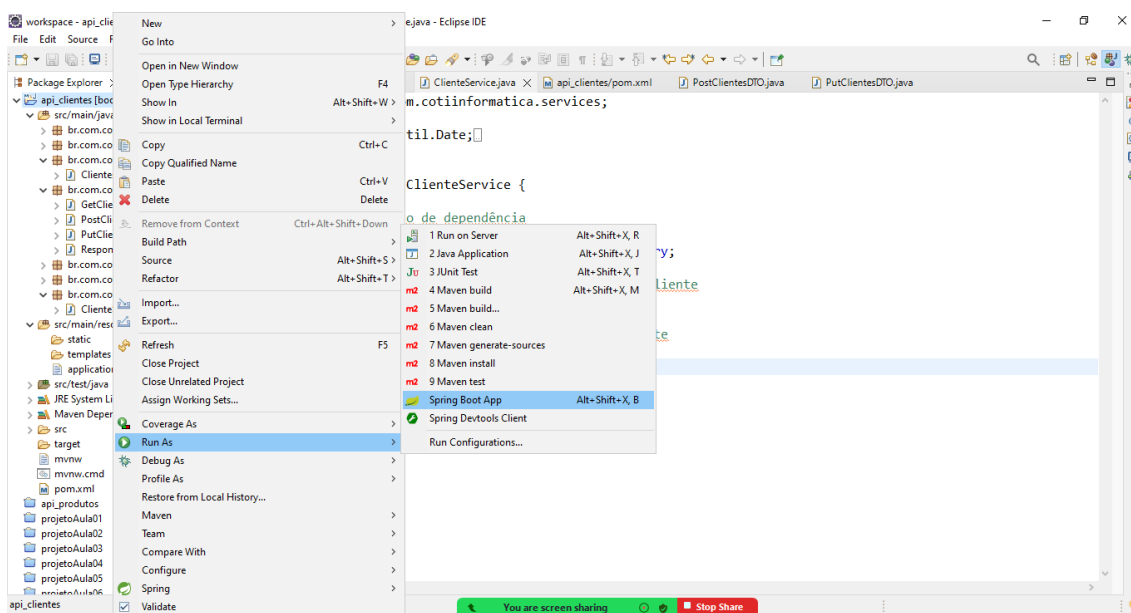 workspace - api_clie
e.java - Eclipse IDE
File Edit Source
Package Explorer
ClienteService.java
api_clientes/pom.xml
PostClientesDTO.java
PutClientesDTO.java
api_clientes [boo
src/main/java
br.com.co
br.com.co
br.com.co
Cliente
br.com.co
GetClie
PostCli
PutClie
Respon
br.com.co
br.com.co
br.com.co
Cliente
src/main/reso
static
templates
application
src/test/java
JRE System Li
Maven Depen
src
target
mvnw
mvnw.cmd
pom.xml
api_produtos
projetoAula01
projetoAula02
projetoAula03
projetoAula04
projetoAula05
projetoAula06
api_clientes
New
Go Into
Open in New Window
Open Type Hierarchy F4
Show In Alt+Shift+W
Show in Local Terminal
Copy Ctrl+C
Copy Qualified Name
Paste Ctrl+V
Delete Delete
Remove from Context Ctrl+Alt+Shift+Down
Build Path
Source Alt+Shift+S
Refactor Alt+Shift+T
Import...
Export...
Refresh F5
Close Project
Close Unrelated Project
Assign Working Sets...
Coverage As
Run As
Debug As
Profile As
Restore from Local History...
Maven
Team
Compare With
Configure
Spring
Validate
m.cotiinformatica.services;
til.Date;
ClienteService {
o de dependência
ry;
liente
te
1 Run on Server Alt+Shift+X, R
2 Java Application Alt+Shift+X, J
3 JUnit Test Alt+Shift+X, T
4 Maven build Alt+Shift+X, M
5 Maven build...
6 Maven clean
7 Maven generate-sources
8 Maven install
9 Maven test
Spring Boot App Alt+Shift+X, B
Spring Devtools Client
Run Configurations...
You are screen sharing
Stop Share